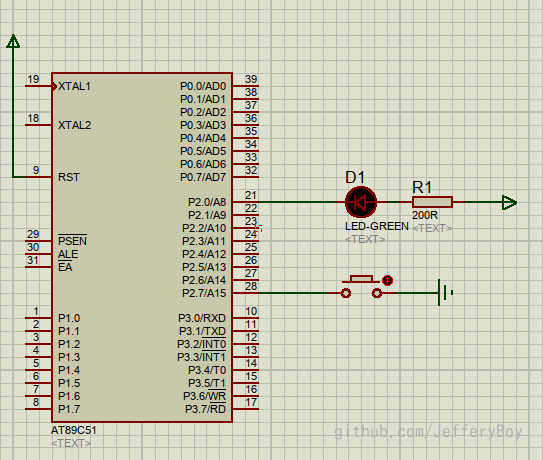 19 XTAL1 P0.0/AD0 39
P0.1/AD1 38
P0.2/AD2 37
18 XTAL2 P0.3/AD3 36
P0.4/AD4 35
P0.5/AD5 34
P0.6/AD6 33
9 RST P0.7/AD7 32
D1
R1
P2.0/A8 21
P2.1/A9 22
200R
P2.2/A10 23
LED-GREEN
<TEXT>
<TEXT>
29 PSEN P2.3/A11 24
30 ALE P2.4/A12 25
31 EA P2.5/A13 26
P2.6/A14 27
P2.7/A15 28
1 P1.0 P3.0/RXD 10
2 P1.1 P3.1/TXD 11
3 P1.2 P3.2/INT0 12
4 P1.3 P3.3/INT1 13
5 P1.4 P3.4/T0 14
6 P1.5 P3.5/T1 15
7 P1.6 P3.6/WR 16
8 P1.7 P3.7/RD 17
AT89C51
<TEXT>
github.com/JefferyBoy